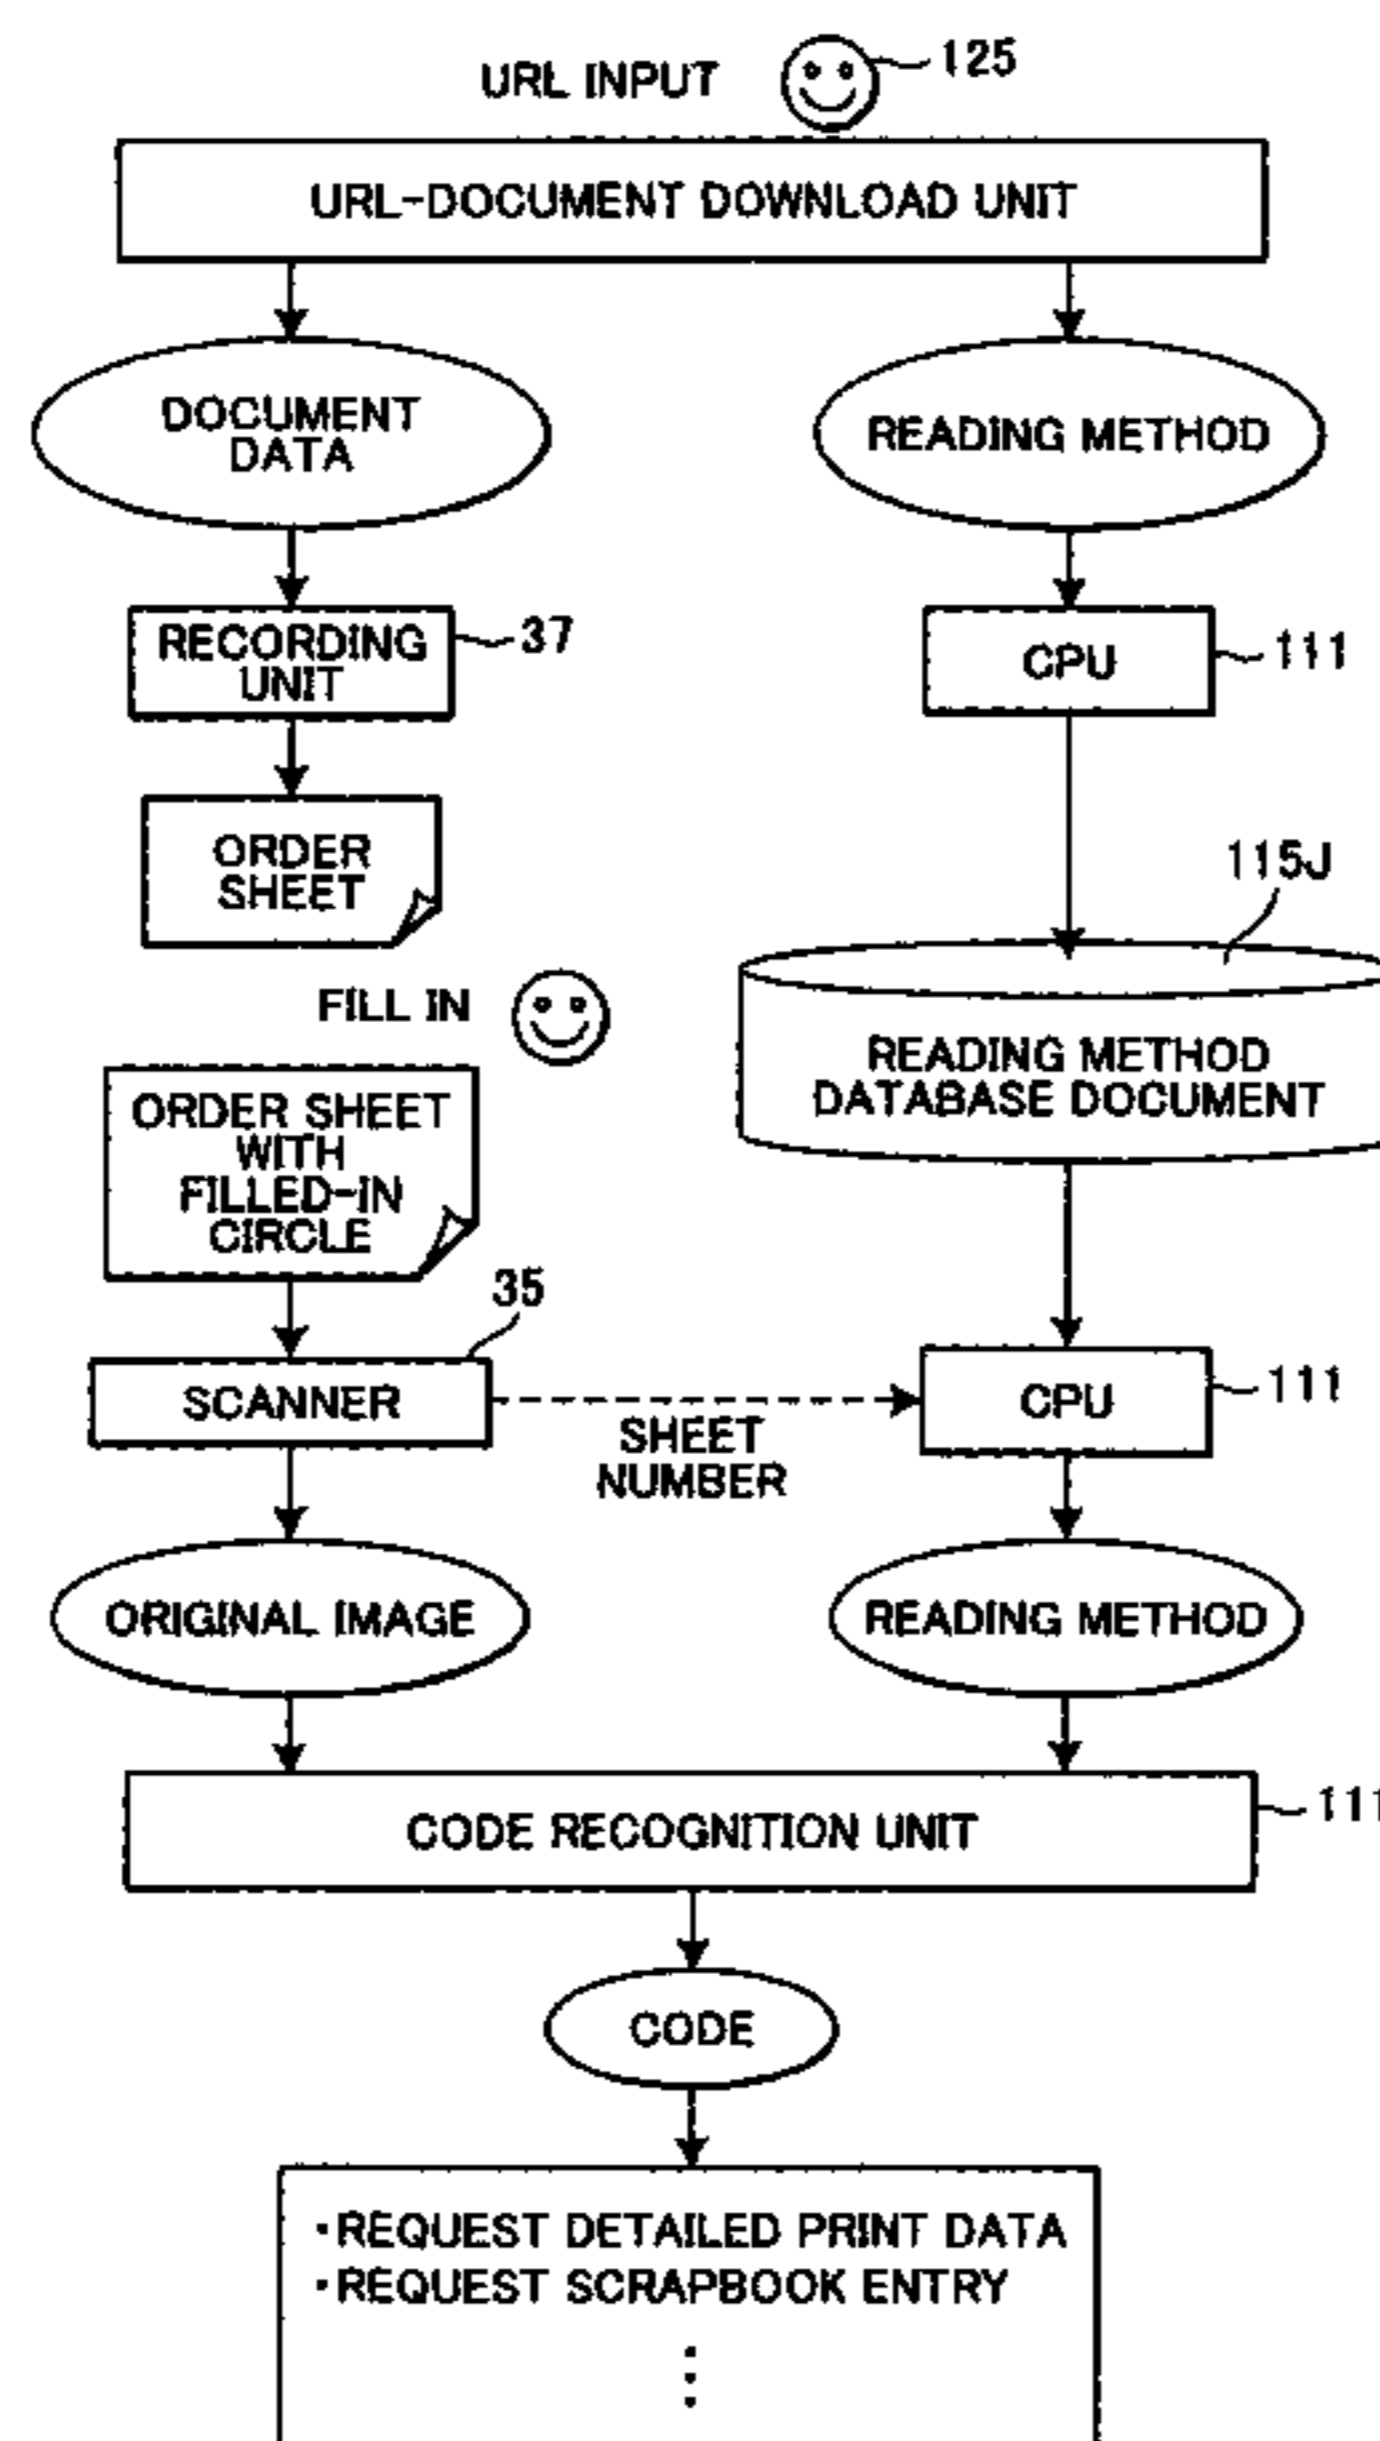 URL INPUT 125
URL-DOCUMENT DOWNLOAD UNIT
DOCUMENT
DATA
READING METHOD
RECORDING
UNIT
37
CPU
111
ORDER
SHEET
115J
FILL IN
READING METHOD
DATABASE DOCUMENT
ORDER SHEET
WITH
FILLED-IN
CIRCLE
35
SCANNER
SHEET
NUMBER
CPU
111
ORIGINAL IMAGE
READING METHOD
CODE RECOGNITION UNIT
111
CODE
・REQUEST DETAILED PRINT DATA
・REQUEST SCRAPBOOK ENTRY
⋮